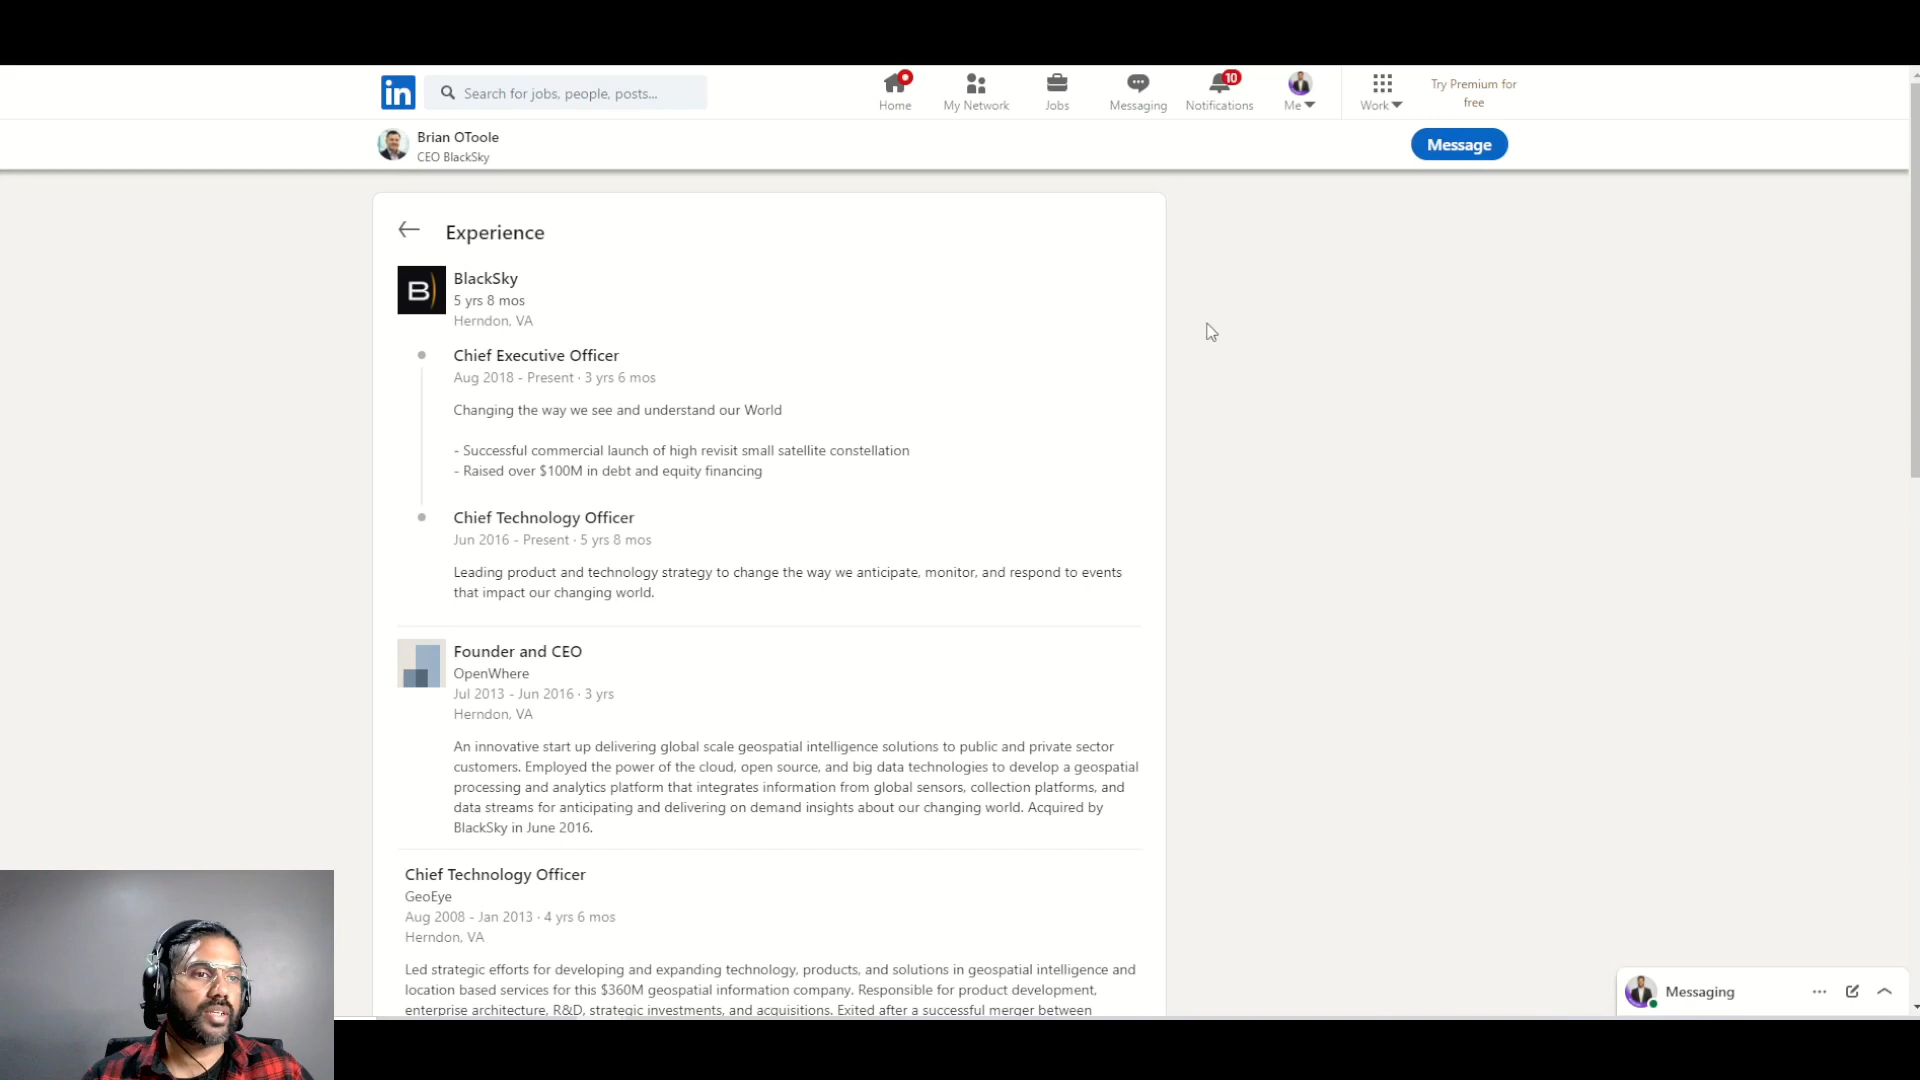 in
Search for jobs, people, posts...
Home
My Network
Jobs
Messaging
10
Notifications
Me
Work
Try Premium for
free
Brian OToole
CEO BlackSky
Message
Experience
B
BlackSky
5 yrs 8 mos
Herndon, VA
Chief Executive Officer
Aug 2018 - Present · 3 yrs 6 mos
Changing the way we see and understand our World
- Successful commercial launch of high revisit small satellite constellation
- Raised over $100M in debt and equity financing
Chief Technology Officer
Jun 2016 - Present · 5 yrs 8 mos
Leading product and technology strategy to change the way we anticipate, monitor, and respond to events
that impact our changing world.
Founder and CEO
OpenWhere
Jul 2013 - Jun 2016 · 3 yrs
Herndon, VA
An innovative start up delivering global scale geospatial intelligence solutions to public and private sector
customers. Employed the power of the cloud, open source, and big data technologies to develop a geospatial
processing and analytics platform that integrates information from global sensors, collection platforms, and
data streams for anticipating and delivering on demand insights about our changing world. Acquired by
BlackSky in June 2016.
Chief Technology Officer
GeoEye
Aug 2008 - Jan 2013 · 4 yrs 6 mos
Herndon, VA
Led strategic efforts for developing and expanding technology, products, and solutions in geospatial intelligence and
location based services for this $360M geospatial information company. Responsible for product development,
enterprise architecture, R&D, strategic investments, and acquisitions. Exited after a successful merger between
Messaging